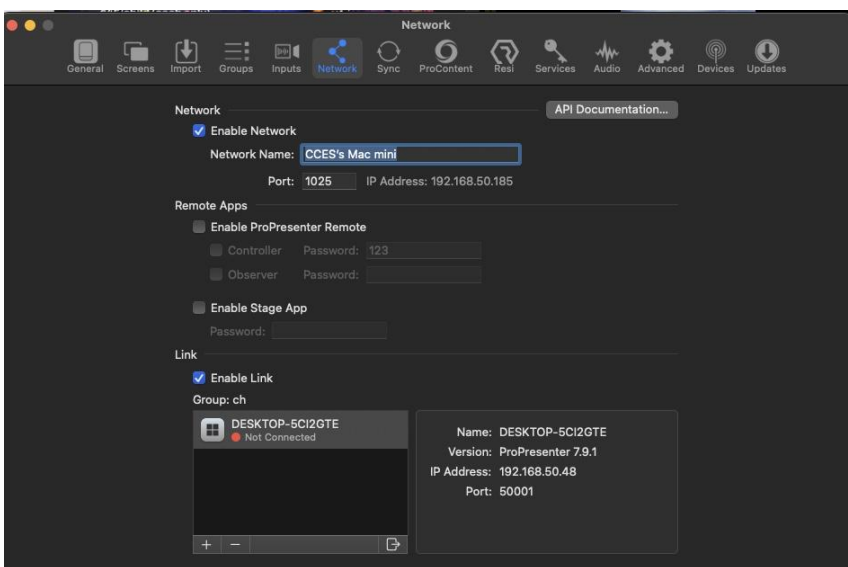 Network
General Screens Import Groups Inputs Network Sync ProContent Resi Services Audio Advanced Devices Updates
Network API Documentation...
Enable Network
Network Name: CCES's Mac mini
Port: 1025 IP Address: 192.168.50.185
Remote Apps
Enable ProPresenter Remote
Controller Password: 123
Observer Password:
Enable Stage App
Password:
Link
Enable Link
Group: ch
DESKTOP-5CI2GTE
Not Connected
Name: DESKTOP-5CI2GTE
Version: ProPresenter 7.9.1
IP Address: 192.168.50.48
Port: 50001